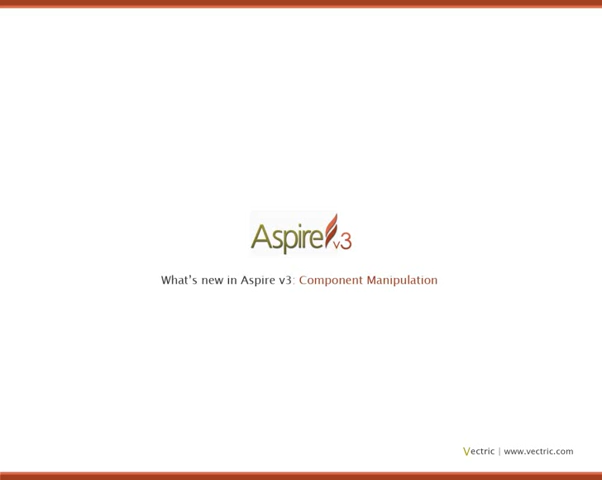 Aspire v3
What's new in Aspire v3: Component Manipulation
Vectric | www.vectric.com